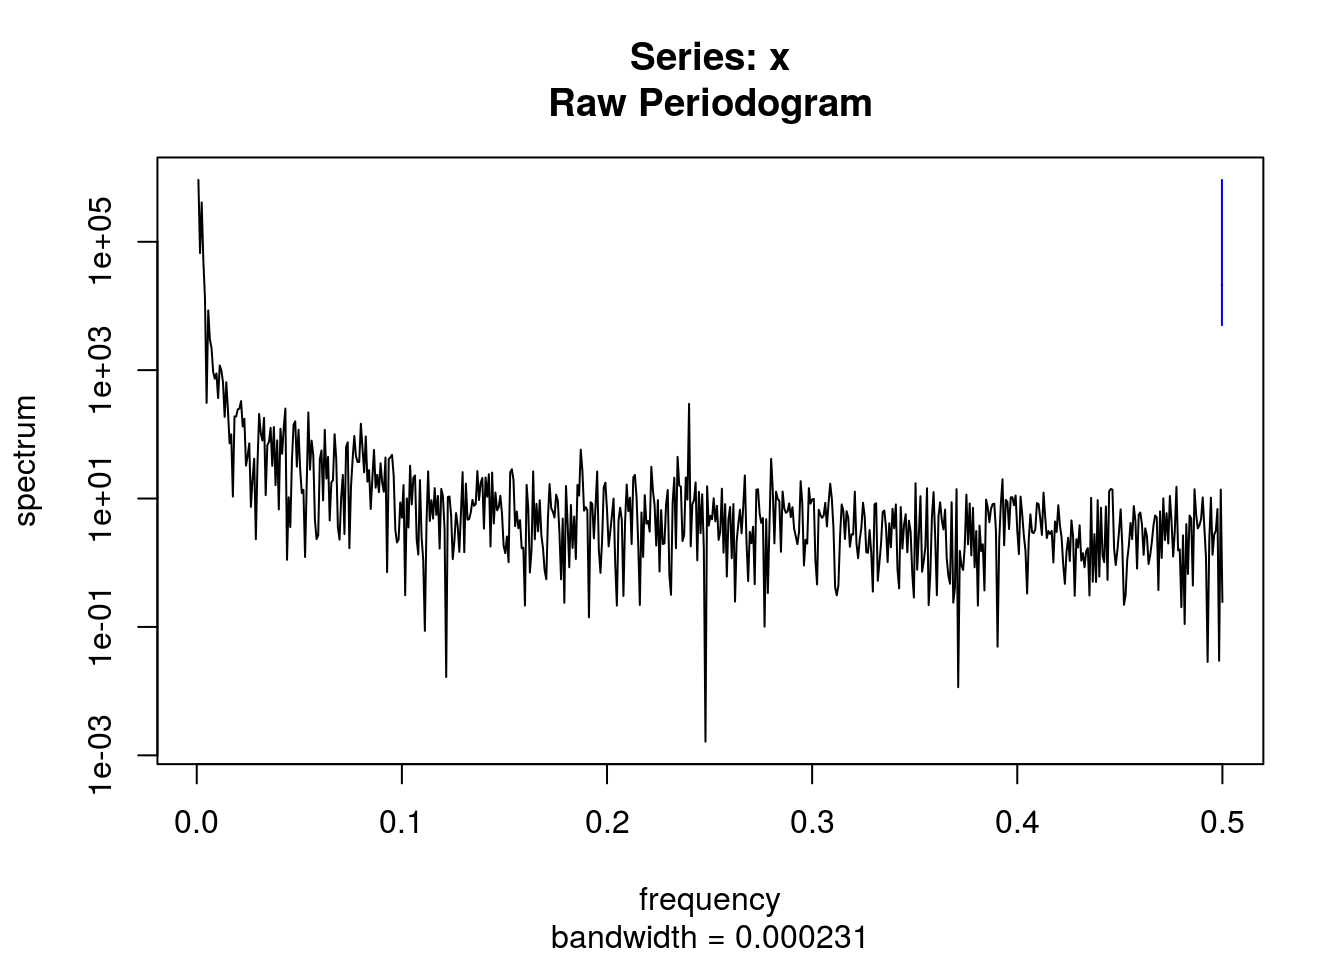 Series: x
Raw Periodogram
spectrum
1e+05
1e+03
1e+01
1e-01
1e-03
0.0 0.1 0.2 0.3 0.4 0.5
frequency
bandwidth = 0.000231